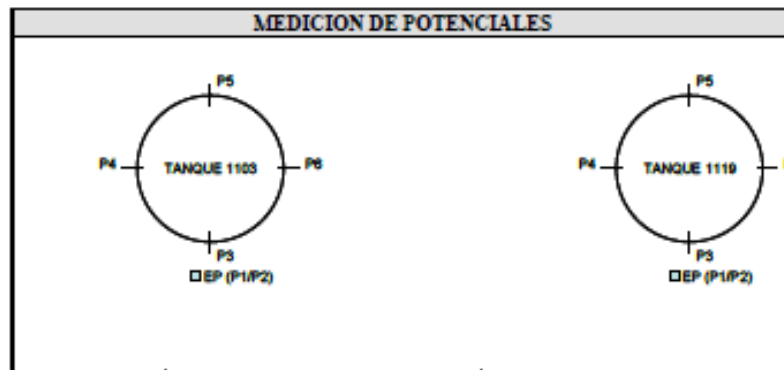 MEDICION DE POTENCIALES
P5
P5
P4
TANQUE 1103
P6
P4
TANQUE 1119
P3
P3
EP (P1/P2)
EP (P1/P2)